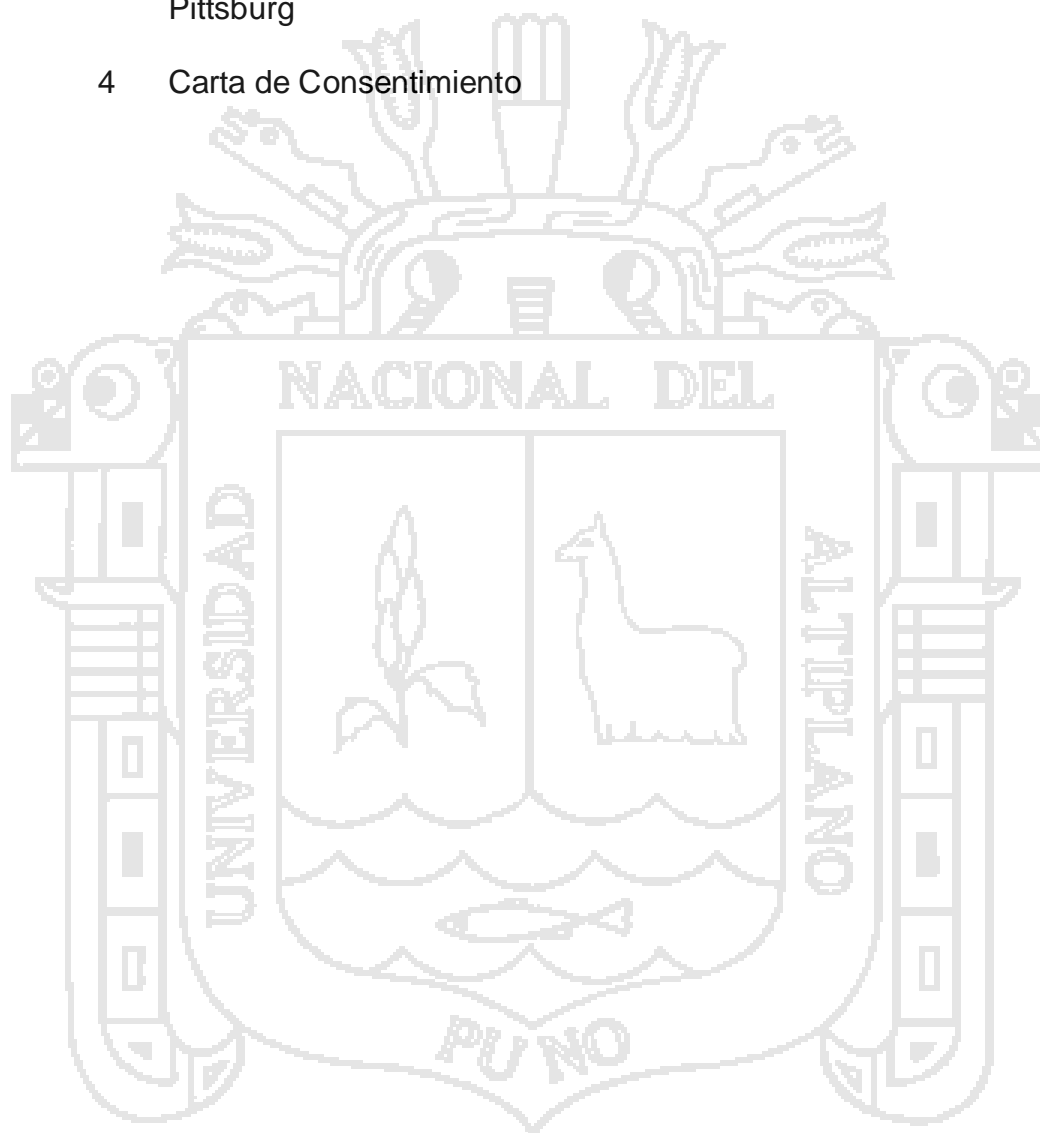 Pittsburg
4 Carta de Consentimiento
NACIONAL DEL
UNIVERSIDAD
ALTIPLANO
PUNO